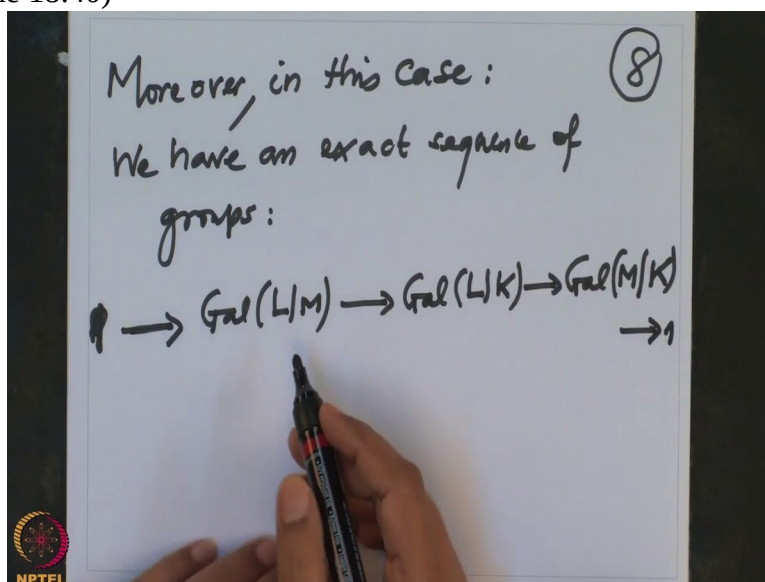 Moreover, in this case: 8
We have an exact sequence of
groups:
1 → Gal(L|M) → Gal(L|K) → Gal(M|K)
→ 1
NPTEL